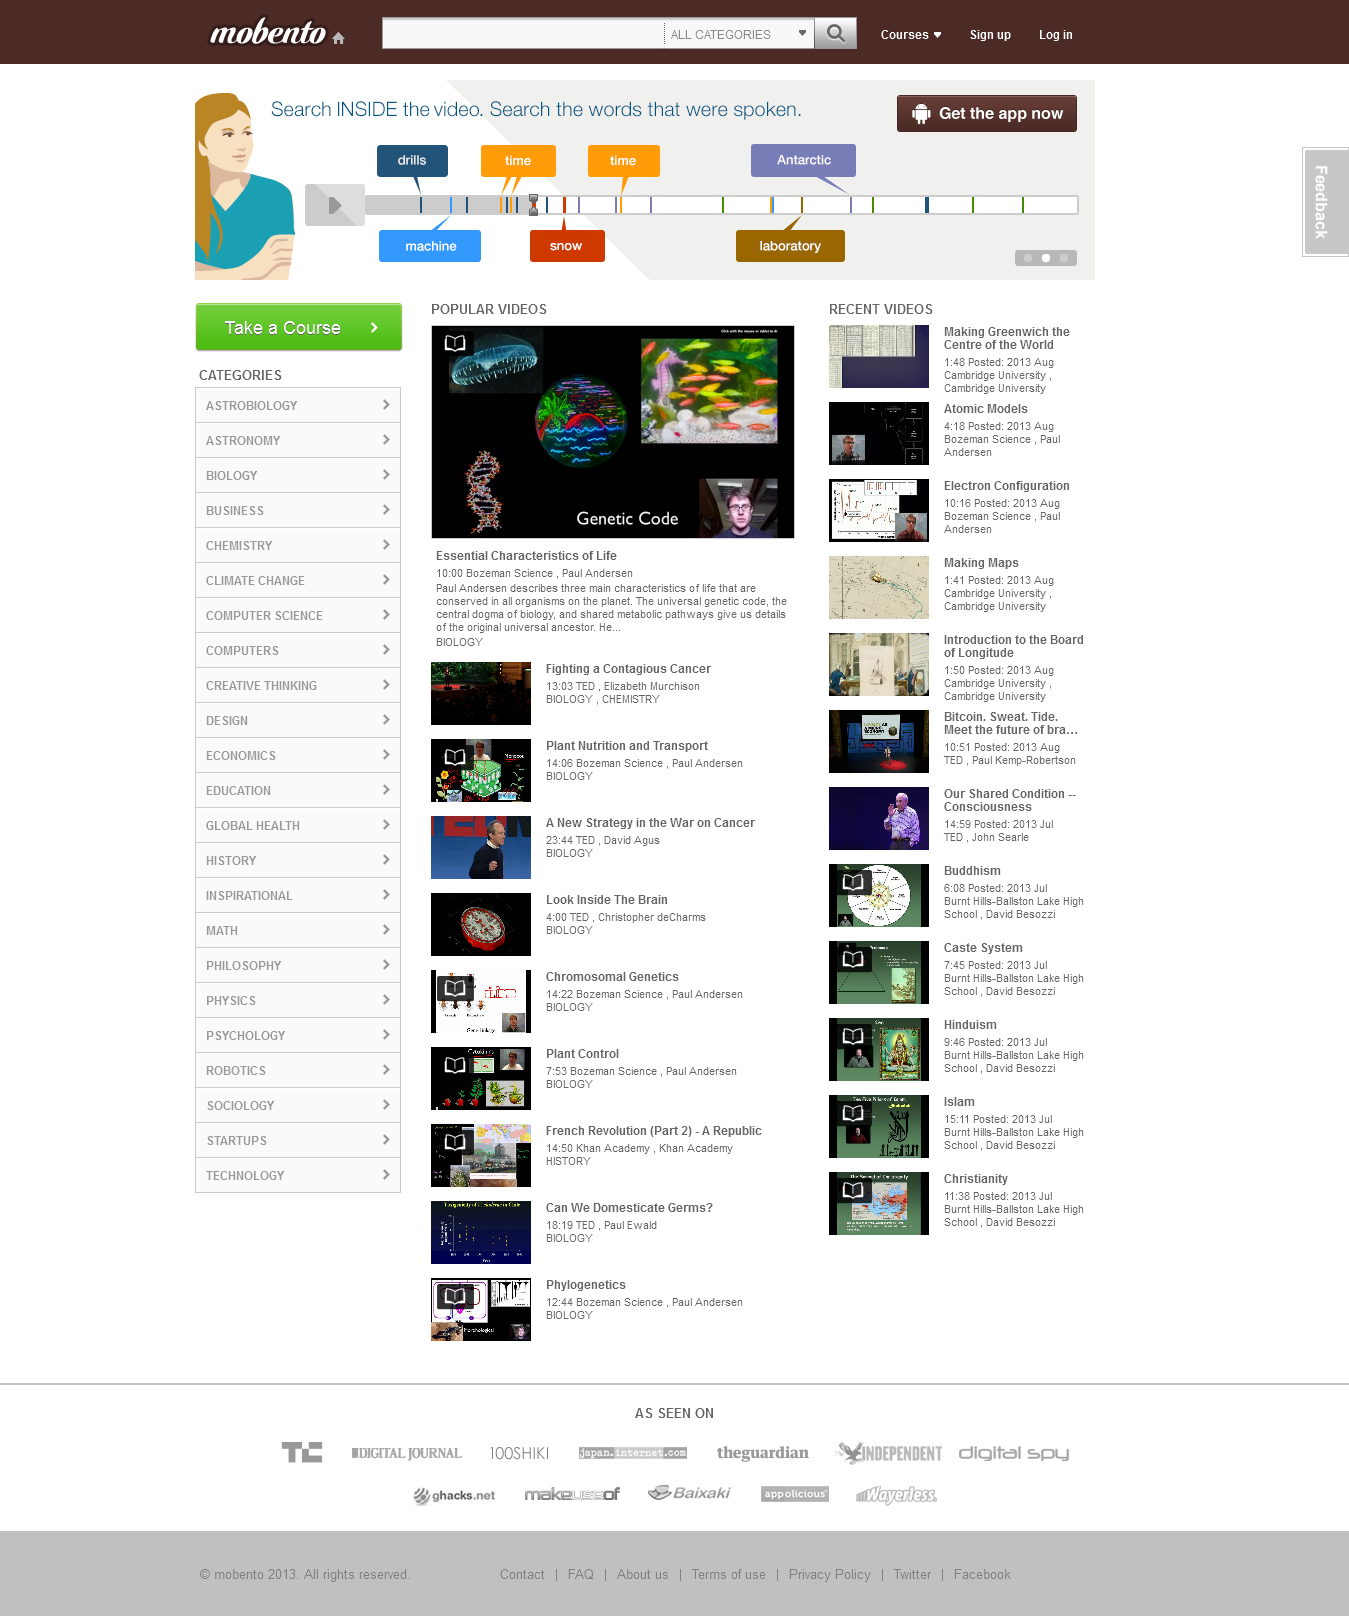 mobento
ALL CATEGORIES
Courses
Sign up
Log in
Search INSIDE the video. Search the words that were spoken.
Get the app now
drills
time
time
Antarctic
machine
snow
laboratory
Feedback
Take a Course
CATEGORIES
ASTROBIOLOGY
ASTRONOMY
BIOLOGY
BUSINESS
CHEMISTRY
CLIMATE CHANGE
COMPUTER SCIENCE
COMPUTERS
CREATIVE THINKING
DESIGN
ECONOMICS
EDUCATION
GLOBAL HEALTH
HISTORY
INSPIRATIONAL
MATH
PHILOSOPHY
PHYSICS
PSYCHOLOGY
ROBOTICS
SOCIOLOGY
STARTUPS
TECHNOLOGY
POPULAR VIDEOS
Genetic Code
Essential Characteristics of Life
10:00 Bozeman Science , Paul Andersen
Paul Andersen describes three main characteristics of life that are
conserved in all organisms on the planet. The universal genetic code, the
central dogma of biology, and shared metabolic pathways give us details
of the original universal ancestor. He...
BIOLOGY
Fighting a Contagious Cancer
13:03 TED , Elizabeth Murchison
BIOLOGY , CHEMISTRY
Plant Nutrition and Transport
14:06 Bozeman Science , Paul Andersen
BIOLOGY
A New Strategy in the War on Cancer
23:44 TED , David Agus
BIOLOGY
Look Inside The Brain
4:00 TED , Christopher deCharms
BIOLOGY
Chromosomal Genetics
14:22 Bozeman Science , Paul Andersen
BIOLOGY
Plant Control
7:53 Bozeman Science , Paul Andersen
BIOLOGY
French Revolution (Part 2) - A Republic
14:50 Khan Academy , Khan Academy
HISTORY
Can We Domesticate Germs?
18:19 TED , Paul Ewald
BIOLOGY
Phylogenetics
12:44 Bozeman Science , Paul Andersen
BIOLOGY
RECENT VIDEOS
Making Greenwich the
Centre of the World
1:48 Posted: 2013 Aug
Cambridge University ,
Cambridge University
Atomic Models
4:18 Posted: 2013 Aug
Bozeman Science , Paul
Andersen
Electron Configuration
10:16 Posted: 2013 Aug
Bozeman Science , Paul
Andersen
Making Maps
1:41 Posted: 2013 Aug
Cambridge University ,
Cambridge University
Introduction to the Board
of Longitude
1:50 Posted: 2013 Aug
Cambridge University ,
Cambridge University
Bitcoin. Sweat. Tide.
Meet the future of bra...
10:51 Posted: 2013 Aug
TED , Paul Kemp-Robertson
Our Shared Condition --
Consciousness
14:59 Posted: 2013 Jul
TED , John Searle
Buddhism
6:08 Posted: 2013 Jul
Burnt Hills-Ballston Lake High
School , David Besozzi
Caste System
7:45 Posted: 2013 Jul
Burnt Hills-Ballston Lake High
School , David Besozzi
Hinduism
9:46 Posted: 2013 Jul
Burnt Hills-Ballston Lake High
School , David Besozzi
Islam
15:11 Posted: 2013 Jul
Burnt Hills-Ballston Lake High
School , David Besozzi
Christianity
11:38 Posted: 2013 Jul
Burnt Hills-Ballston Lake High
School , David Besozzi
AS SEEN ON
TC
DIGITAL JOURNAL
100SHIKI
japan.internet.com
theguardian
The INDEPENDENT
digital spy
ghacks.net
makeuseof
Baixaki
appolicious
Wayerless
© mobento 2013. All rights reserved.
Contact | FAQ | About us | Terms of use | Privacy Policy | Twitter | Facebook